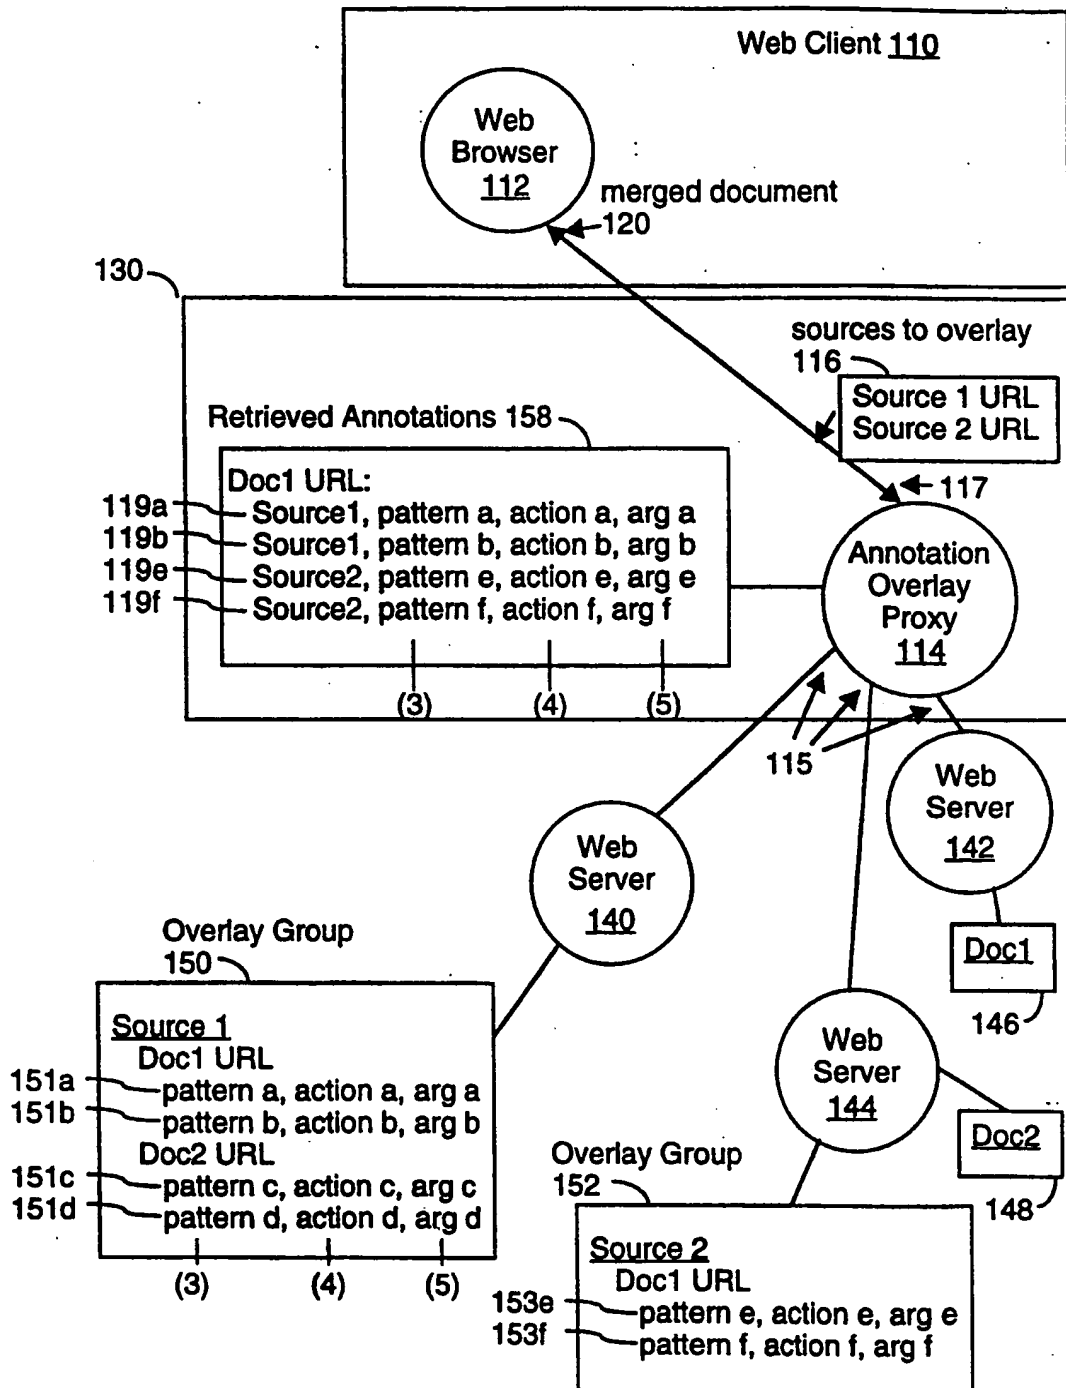 Web Client 110
Web
Browser
112
merged document
120
130
sources to overlay
116
Source 1 URL
Source 2 URL
117
Retrieved Annotations 158
Doc1 URL:
119a Source1, pattern a, action a, arg a
119b Source1, pattern b, action b, arg b
119e Source2, pattern e, action e, arg e
119f Source2, pattern f, action f, arg f
(3) (4) (5)
Annotation
Overlay
Proxy
114
115
Web
Server
142
Web
Server
140
Doc1
146
Overlay Group
150
Source 1
Doc1 URL
151a pattern a, action a, arg a
151b pattern b, action b, arg b
Doc2 URL
151c pattern c, action c, arg c
151d pattern d, action d, arg d
(3) (4) (5)
Web
Server
144
Doc2
148
Overlay Group
152
Source 2
Doc1 URL
153e pattern e, action e, arg e
153f pattern f, action f, arg f